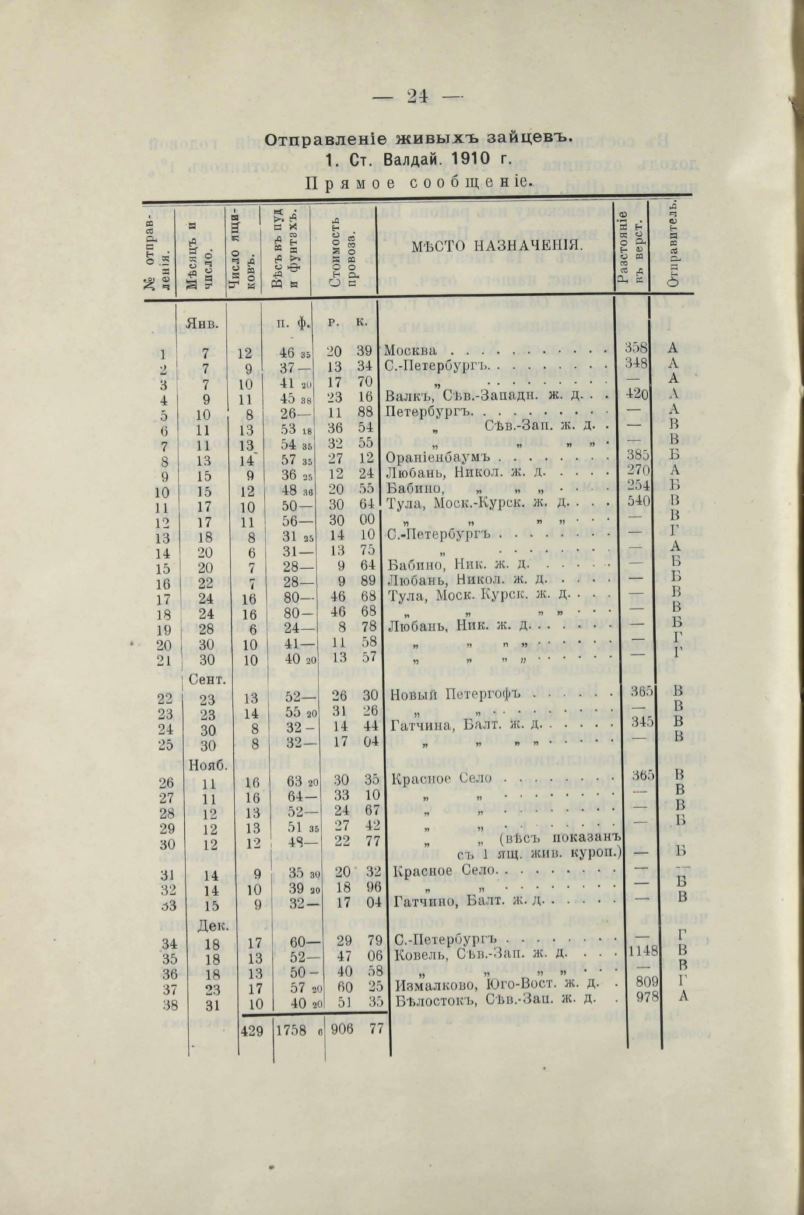 — 24 —
Отправленіе живыхъ зайцевъ.
1. Ст. Валдай. 1910 г.
Прямое сообщеніе.
№ отправ-
ленія.
Мѣсяцъ и
число.
Число ящи-
ковъ.
Вѣсъ въ пуд
и фунтахъ.
Стоимость
провоза.
МѢСТО НАЗНАЧЕНІЯ.
Разстояніе
къ верст.
Отправитель.
Янв. п. ф. р. к.
1 7 12 46 35 20 39 Москва . . . . . . . . . . . 358 А
2 7 9 37— 13 34 С.-Петербургъ. . . . . . . . . 348 А
3 7 10 41 20 17 70 „ . . . . . . . . . — А
4 9 11 45 38 23 16 Валкъ, Сѣв.-Западн. ж. д. . . 420 А
5 10 8 26— 11 88 Петербургъ. . . . . . . . . . — А
6 11 13 53 18 36 54 „ Сѣв.-Зап. ж. д. . — В
7 11 13 54 35 32 55 „ „ „ „ . — В
8 13 14 57 35 27 12 Ораніенбаумъ . . . . . . . . 385 Б
9 15 9 36 25 12 24 Любань, Никол. ж. д. . . . . 270 А
10 15 12 48 36 20 55 Бабино, „ „ „ . . . . 254 Б
11 17 10 50— 30 64 Тула, Моск.-Курск. ж. д. . . . 540 В
12 17 11 56— 30 00 „ „ „ „ . . . — В
13 18 8 31 25 14 10 С.-Петербургъ . . . . . . . . — Г
14 20 6 31— 13 75 „ . . . . . . . . — А
15 20 7 28— 9 64 Бабино, Ник. ж. д. . . . . . — Б
16 22 7 28— 9 89 Любань, Никол. ж. д. . . . . — Б
17 24 16 80— 46 68 Тула, Моск. Курск. ж. д. . . . — В
18 24 16 80— 46 68 „ „ „ „ . . . — В
19 28 6 24— 8 78 Любань, Ник. ж. д. . . . . . . — Б
20 30 10 41— 11 58 „ „ „ „ . . . . . . — Г
21 30 10 40 20 13 57 „ „ „ „ . . . . . . — Г
Сент.
22 23 13 52— 26 30 Новый Петергофъ . . . . . . 365 В
23 23 14 55 20 31 26 „ „ . . . . . . . . — В
24 30 8 32— 14 44 Гатчина, Балт. ж. д. . . . . . 345 В
25 30 8 32— 17 04 „ „ „ „ . . . . . — В
Нояб.
26 11 16 63 20 30 35 Красное Село . . . . . . . . 365 В
27 11 16 64— 33 10 „ „ . . . . . . . . — В
28 12 13 52— 24 67 „ „ . . . . . . . . — В
29 12 13 51 35 27 42 „ „ . . . . . . . . — Б
30 12 12 48— 22 77 „ „ (вѣсъ показанъ
съ 1 ящ. жив. куроп.) — Б
31 14 9 35 30 20 32 Красное Село. . . . . . . . . —
32 14 10 39 20 18 96 „ „ . . . . . . . . — Б
33 15 9 32— 17 04 Гатчино, Балт. ж. д. . . . . . — В
Дек.
34 18 17 60— 29 79 С.-Петербургъ . . . . . . . . — Г
35 18 13 52— 47 06 Ковель, Сѣв.-Зап. ж. д. . . . 1148 В
36 18 13 50— 40 58 „ „ „ „ . . . — В
37 23 17 57 20 60 25 Измалково, Юго-Вост. ж. д. . 809 Г
38 31 10 40 20 51 35 Бѣлостокъ, Сѣв.-Зап. ж. д. . 978 А
429 1758 6 906 77